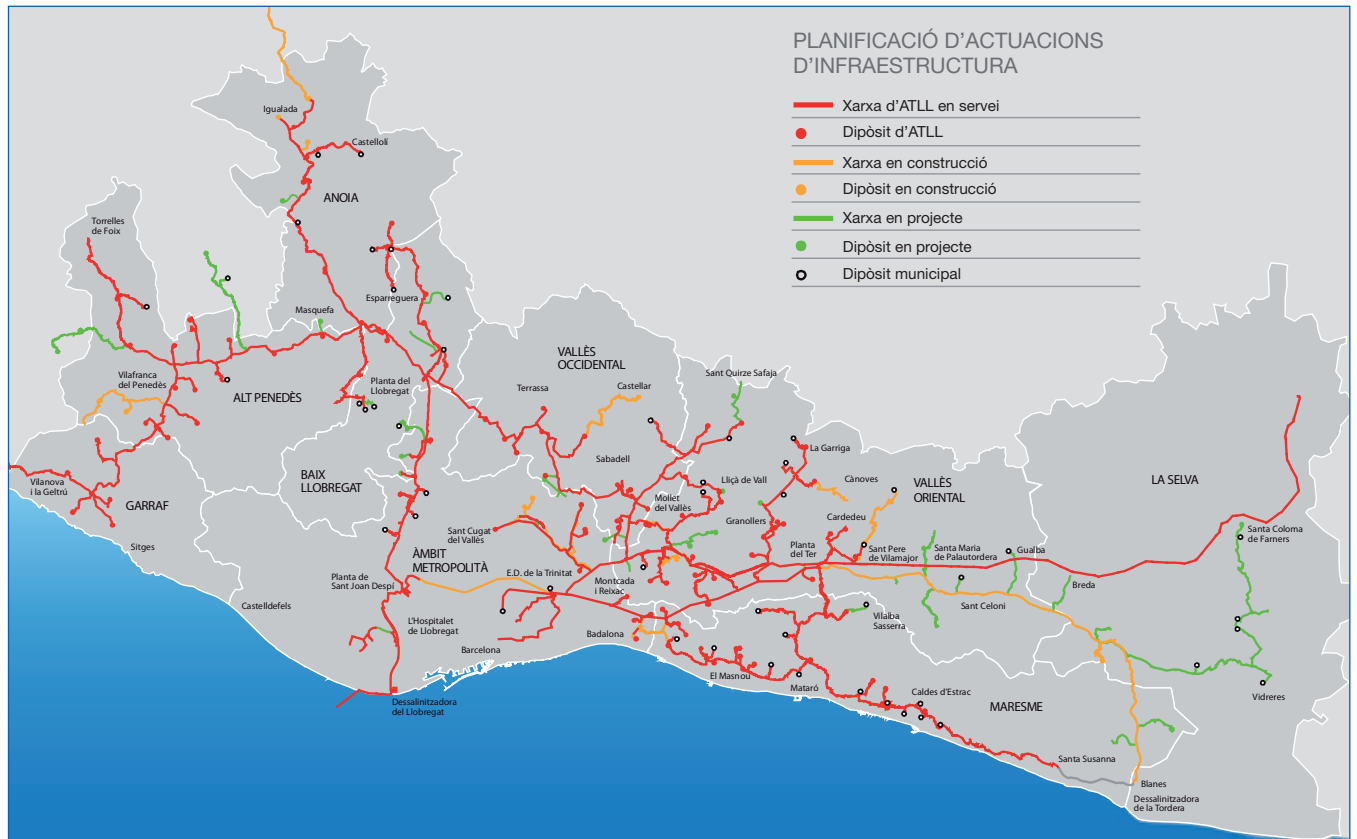 PLANIFICACIÓ D'ACTUACIONS
D'INFRAESTRUCTURA
Xarxa d'ATLL en servei
Dipòsit d'ATLL
Xarxa en construcció
Dipòsit en construcció
Xarxa en projecte
Dipòsit en projecte
Dipòsit municipal
Igualada
Castellolí
ANOIA
Torrelles
de Foix
Esparreguera
Masquefa
VALLÈS
OCCIDENTAL
Sant Quirze Safaja
Vilafranca
del Penedès
ALT PENEDÈS
Planta del
Llobregat
Terrassa
Castellar
La Garriga
Sabadell
BAIX
LLOBREGAT
Vilanova
i la Geltrú
GARRAF
Lliçà de Vall
Cànoves
VALLÈS
ORIENTAL
LA SELVA
Mollet
del Vallès
Granollers
Cardedeu
Sitges
Sant Cugat
del Vallès
ÀMBIT
METROPOLITÀ
Planta
del Ter
Sant Pere
de Vilamajor
Santa Maria
de Palautordera
Gualba
Santa Coloma
de Farners
Planta de
Sant Joan Despí
E.D. de la Trinitat
Montcada
i Reixac
Breda
Castelldefels
Sant Celoni
L'Hospitalet
de Llobregat
Badalona
Vilalba
Sasserra
Barcelona
El Masnou
Mataró
Caldes d'Estrac
MARESME
Vidreres
Dessalinitzadora
del Llobregat
Santa Susanna
Blanes
Dessalinitzadora
de la Tordera